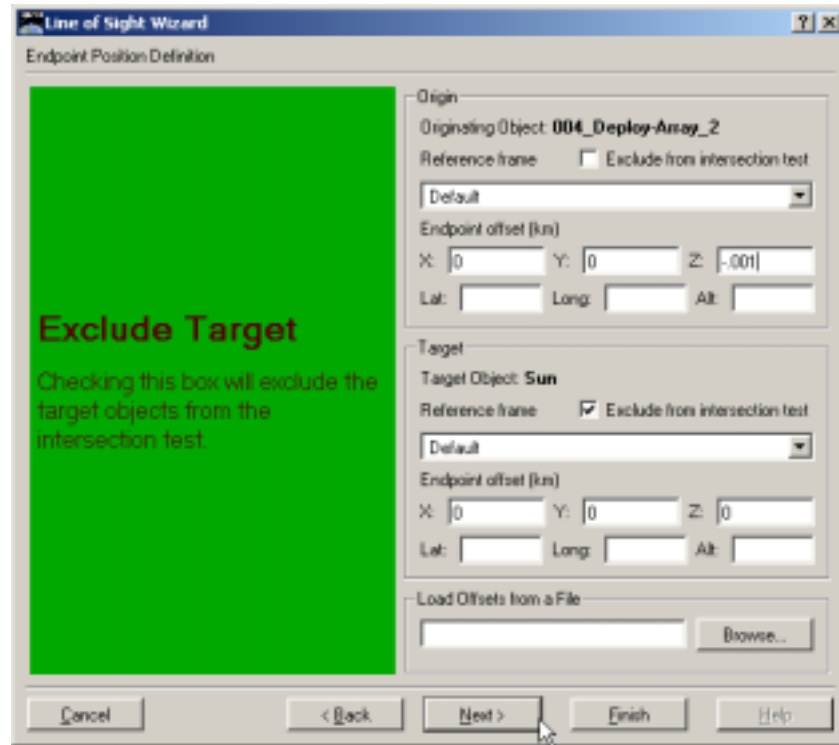 Line of Sight Wizard
Endpoint Position Definition
Exclude Target
Checking this box will exclude the
target objects from the
intersection test.
Origin
Originating Object: 004_Deploy-Array_2
Reference frame Exclude from intersection test
Default
Endpoint offset (km)
X: 0 Y: 0 Z: -.001
Lat: Long: Alt:
Target
Target Object: Sun
Reference frame Exclude from intersection test
Default
Endpoint offset (km)
X: 0 Y: 0 Z: 0
Lat: Long: Alt:
Load Offsets from a File
Browse...
Cancel < Back Next > Finish Help